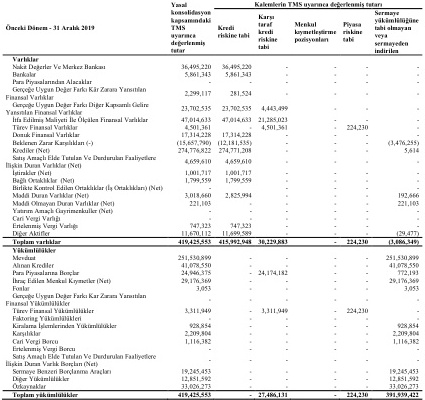 Kalemlerin TMS uyarınca değerlenmiş tutarı
Önceki Dönem - 31 Aralık 2019 | Yasal konsolidasyon kapsamındaki TMS uyarınca değerlenmiş tutar | Kredi riskine tabi | Karşı taraf kredi riskine tabi | Menkul kıymetleştirme pozisyonları | Piyasa riskine tabi | Sermaye yükümlülüğüne tabi olmayan veya sermayeden indirilen
Varlıklar
Nakit Değerler Ve Merkez Bankası 36,495,220 36,495,220 - - - -
Bankalar 5,861,343 5,861,343 - - - -
Para Piyasalarından Alacaklar - - - - - -
Gerçeğe Uygun Değer Farkı Kâr Zarara Yansıtılan
Finansal Varlıklar 2,299,117 281,524 - - - -
Gerçeğe Uygun Değer Farkı Diğer Kapsamlı Gelire
Yansıtılan Finansal Varlıklar 23,702,535 23,702,535 4,443,499 - - -
İtfa Edilmiş Maliyeti İle Ölçülen Finansal Varlıklar 47,014,633 47,014,633 21,285,023 - - -
Türev Finansal Varlıklar 4,501,361 - 4,501,361 - 224,230 -
Donuk Finansal Varlıklar 17,314,228 17,314,228 - - - -
Beklenen Zarar Karşılıkları (-) (15,657,790) (12,181,535) - - - (3,476,255)
Krediler (Net) 274,776,822 274,771,208 - - - 5,614
Satış Amaçlı Elde Tutulan Ve Durdurulan Faaliyetlere
İlişkin Duran Varlıklar (Net) 4,659,610 4,659,610 - - - -
İştirakler (Net) 1,001,717 1,001,717 - - - -
Bağlı Ortaklıklar (Net) 1,799,559 1,799,559 - - - -
Birlikte Kontrol Edilen Ortaklıklar (İş Ortaklıkları) (Net) - - - - - -
Maddi Duran Varlıklar (Net) 3,018,660 2,825,994 - - - 192,666
Maddi Olmayan Duran Varlıklar (Net) 221,103 - - - - 221,103
Yatırım Amaçlı Gayrimenkuller (Net) - - - - - -
Cari Vergi Varlığı - - - - - -
Ertelenmiş Vergi Varlığı 747,323 747,323 - - - -
Diğer Aktifler 11,670,112 11,699,589 - - - (29,477)
Toplam varlıklar 419,425,553 415,992,948 30,229,883 - 224,230 (3,086,349)
Yükümlülükler
Mevduat 251,530,899 - - - - 251,530,899
Alınan Krediler 41,078,550 - - - - 41,078,550
Para Piyasalarına Borçlar 24,946,375 - 24,174,182 - - 772,193
İhraç Edilen Menkul Kıymetler (Net) 29,176,369 - - - - 29,176,369
Fonlar 3,053 - - - - 3,053
Gerçeğe Uygun Değer Farkı Kar Zarara Yansıtılan
Finansal Yükümlülükler - - - - - -
Türev Finansal Yükümlülükler 3,311,949 - 3,311,949 - 224,230 -
Faktoring Yükümlülükleri - - - - - -
Kiralama İşlemlerinden Yükümlülükler 928,854 - - - - 928,854
Karşılıklar 2,209,804 - - - - 2,209,804
Cari Vergi Borcu 1,116,382 - - - - 1,116,382
Ertelenmiş Vergi Borcu - - - - - -
Satış Amaçlı Elde Tutulan Ve Durdurulan Faaliyetlere
İlişkin Duran Varlık Borçları (Net) - - - - - -
Sermaye Benzeri Borçlanma Araçları 19,245,453 - - - - 19,245,453
Diğer Yükümlülükler 12,851,592 - - - - 12,851,592
Özkaynaklar 33,026,273 - - - - 33,026,273
Toplam yükümlülükler 419,425,553 - 27,486,131 - 224,230 391,939,422